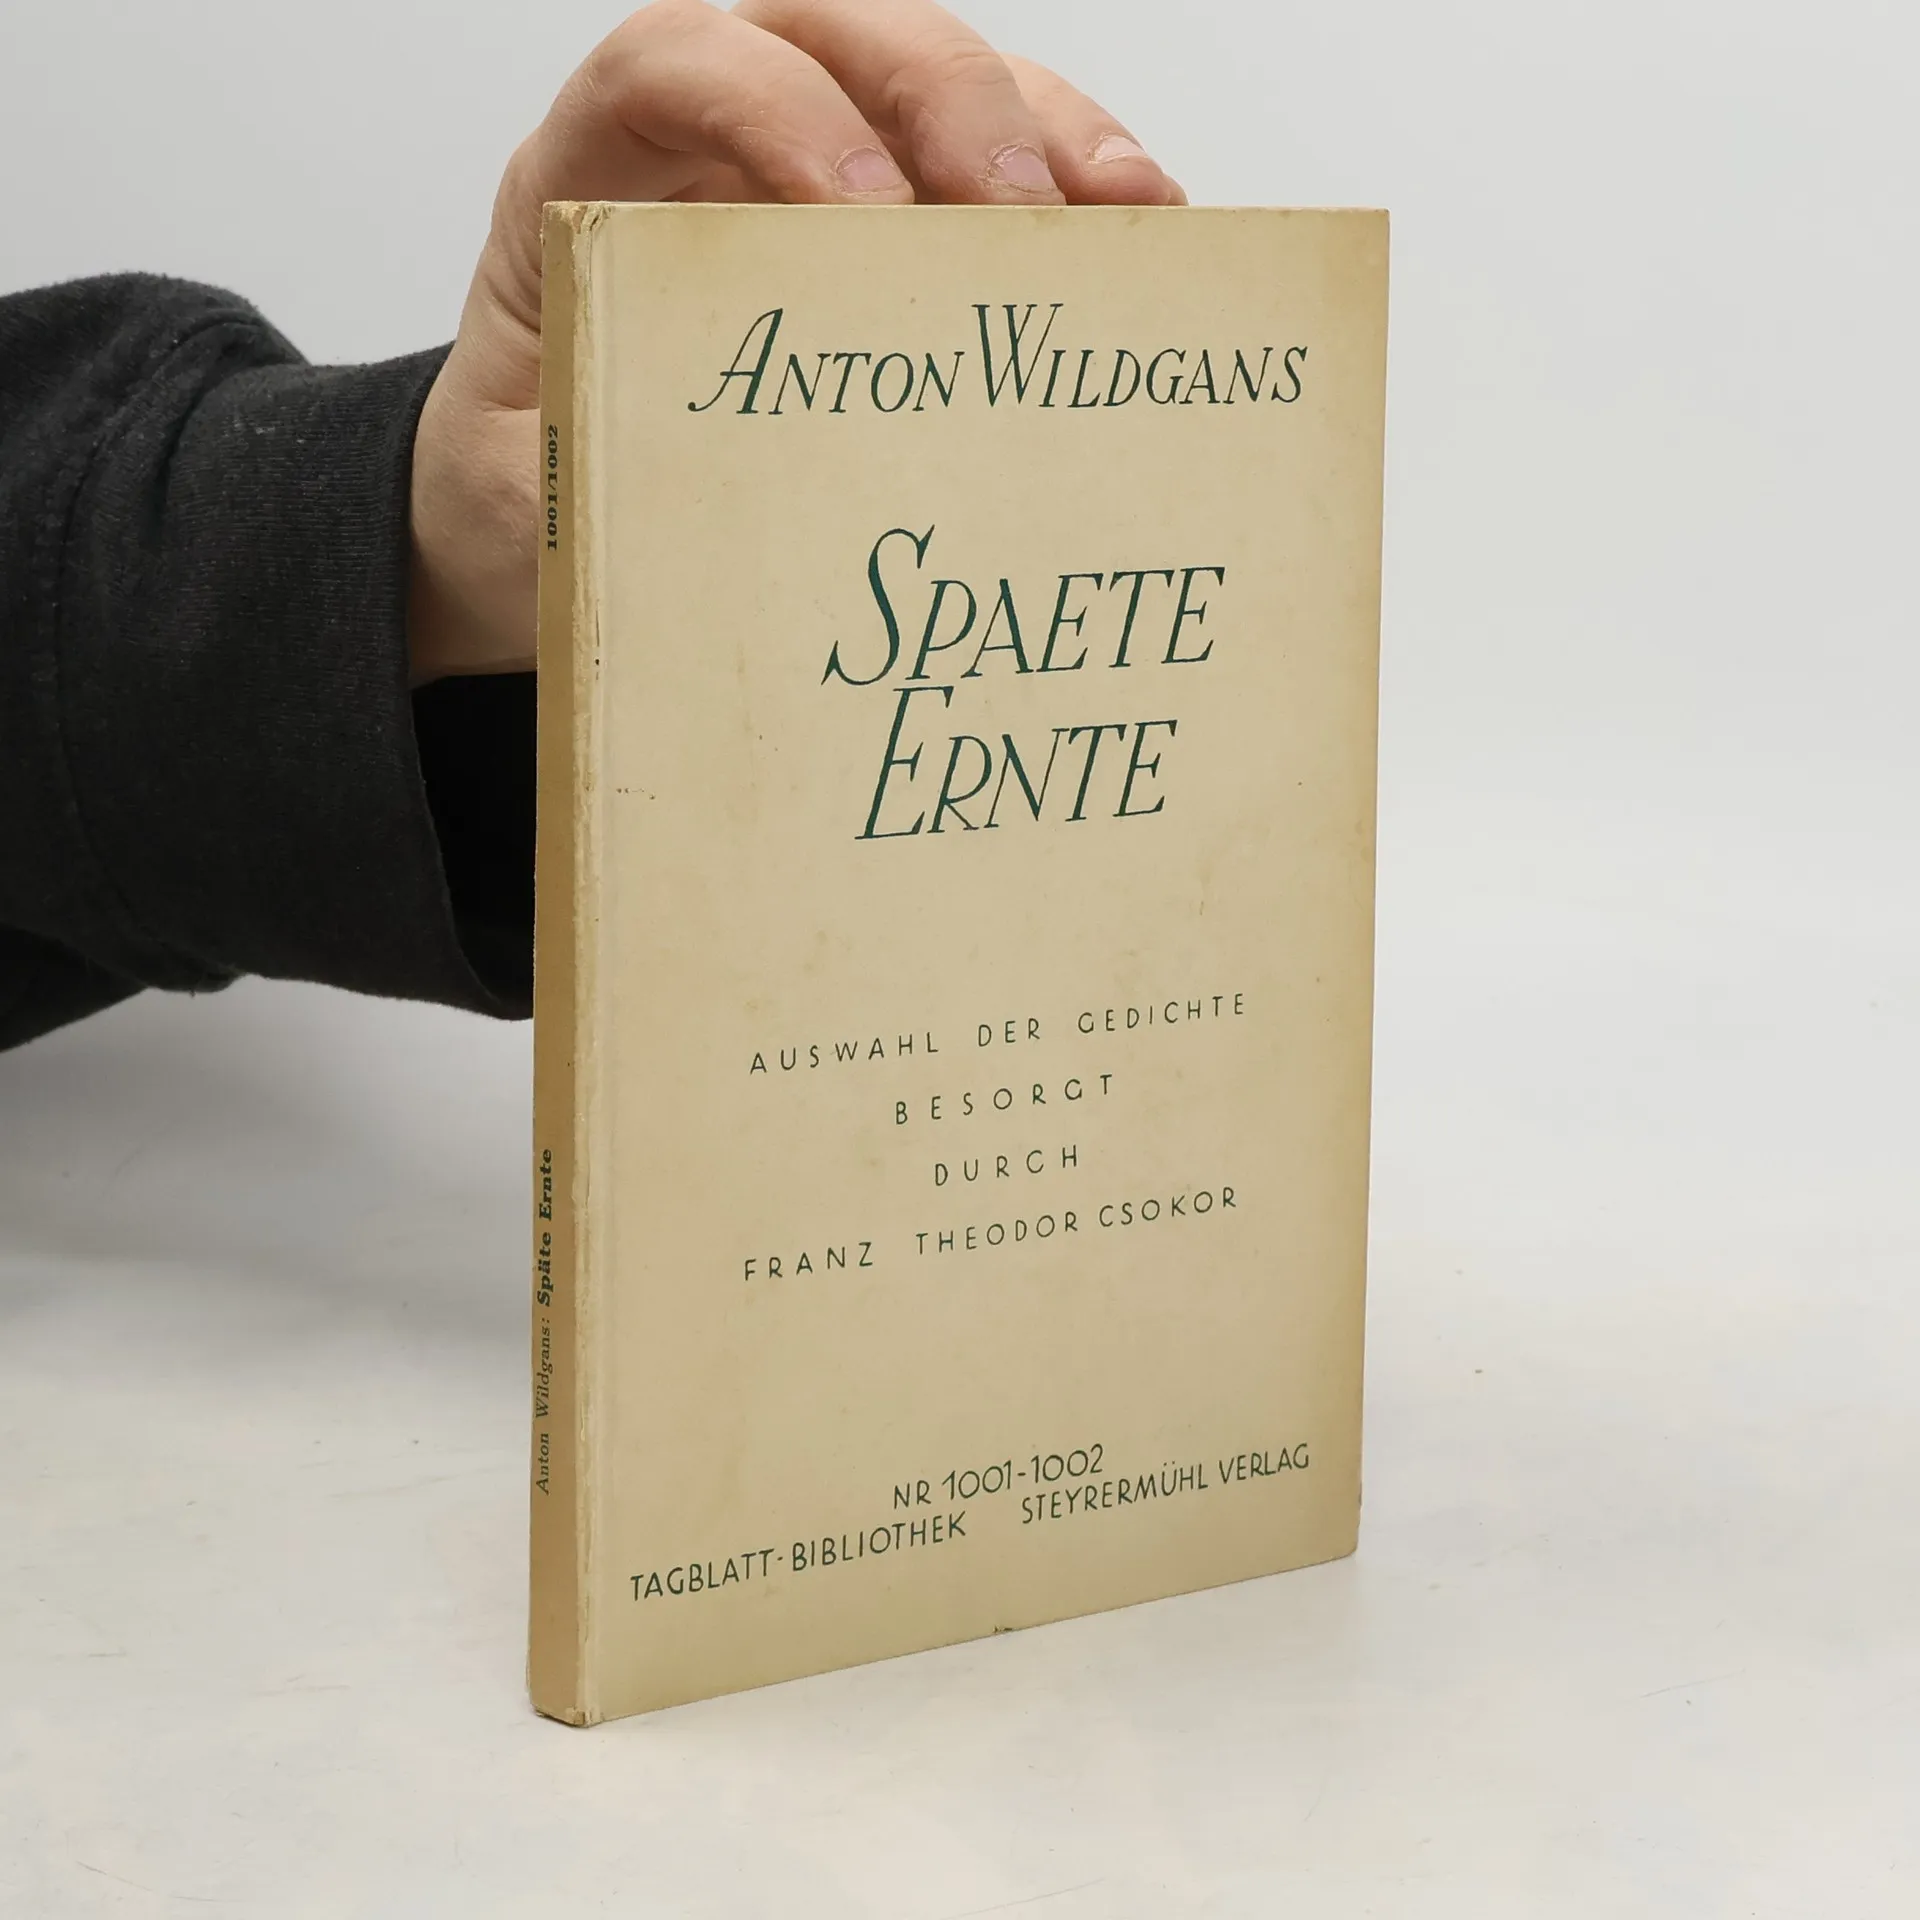 ANTON WILDGANS
SPAETE
ERNTE
AUSWAHL DER GEDICHTE
BESORGT
DURCH
FRANZ THEODOR CSOKOR
NR 1001-1002
TAGBLATT-BIBLIOTHEK STEYRERMÜHL VERLAG
Anton Wildgans: Späte Ernte 1001/1002